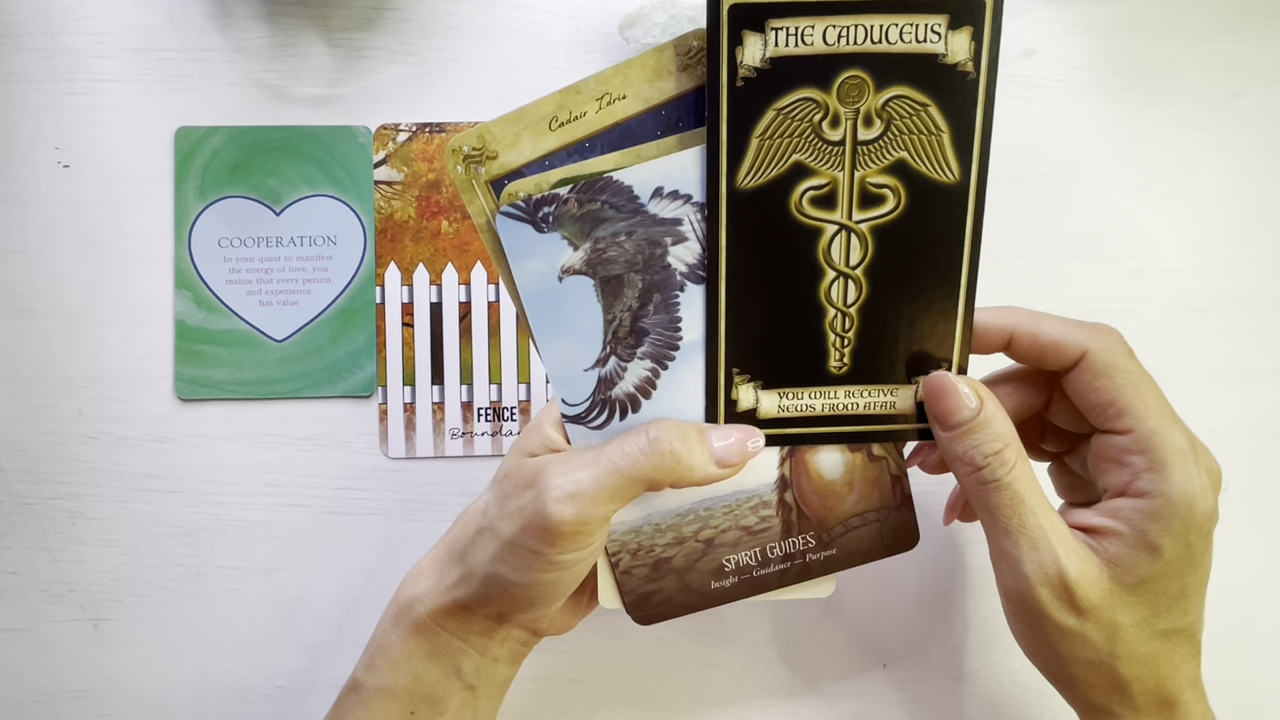 COOPERATION
In your quest to manifest
the energy of love, you
realize that every person
and experience
has value
FENCE
Cadair Idris
THE CADUCEUS
YOU WILL RECEIVE
NEWS FROM AFAR
SPIRIT GUIDES
Insight — Guidance — Purpose